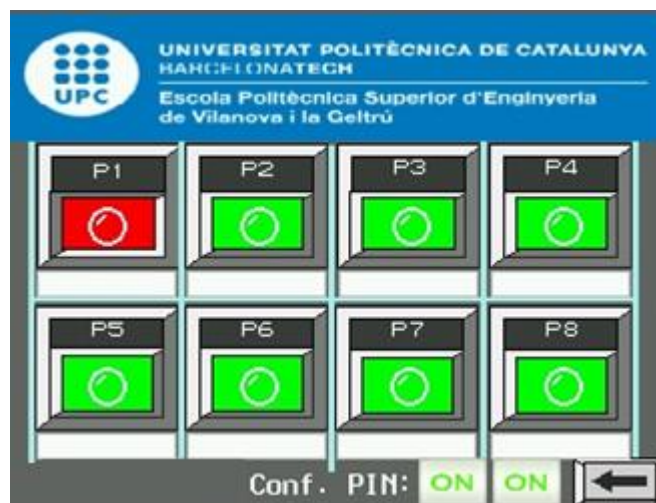 UNIVERSITAT POLITÈCNICA DE CATALUNYA
BARCELONATECH
UPC
Escola Politècnica Superior d'Enginyeria
de Vilanova i la Geltrú
P1 P2 P3 P4
P5 P6 P7 P8
Conf. PIN: ON ON